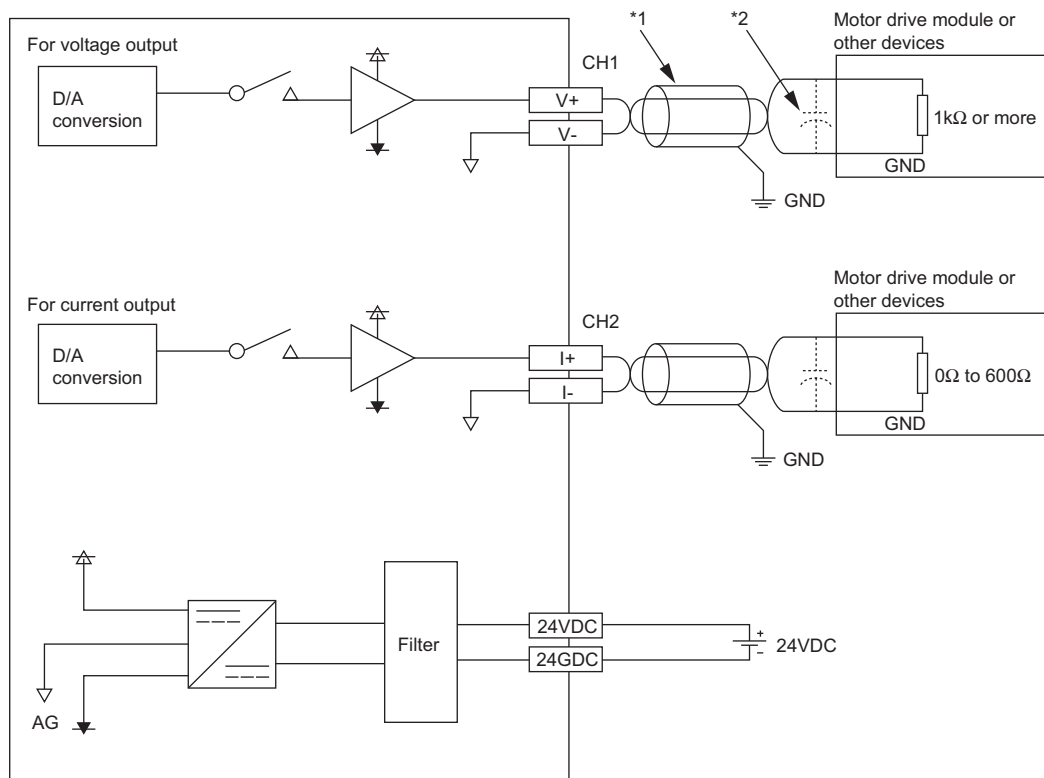 *1
*2
Motor drive module or
other devices
For voltage output
CH1
D/A
conversion
V+
V-
1kΩ or more
GND
GND
Motor drive module or
other devices
For current output
CH2
D/A
conversion
I+
I-
0Ω to 600Ω
GND
GND
Filter
24VDC
24GDC
+
−
24VDC
AG